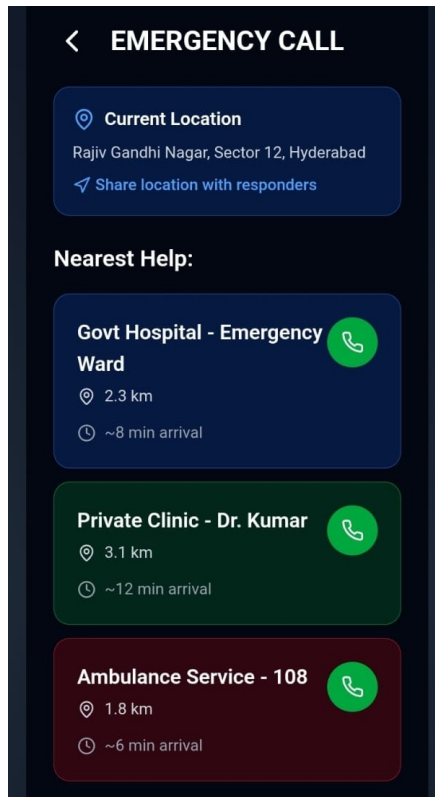 EMERGENCY CALL
Current Location
Rajiv Gandhi Nagar, Sector 12, Hyderabad
Share location with responders
Nearest Help:
Govt Hospital - Emergency
Ward
2.3 km
~8 min arrival
Private Clinic - Dr. Kumar
3.1 km
~12 min arrival
Ambulance Service - 108
1.8 km
~6 min arrival